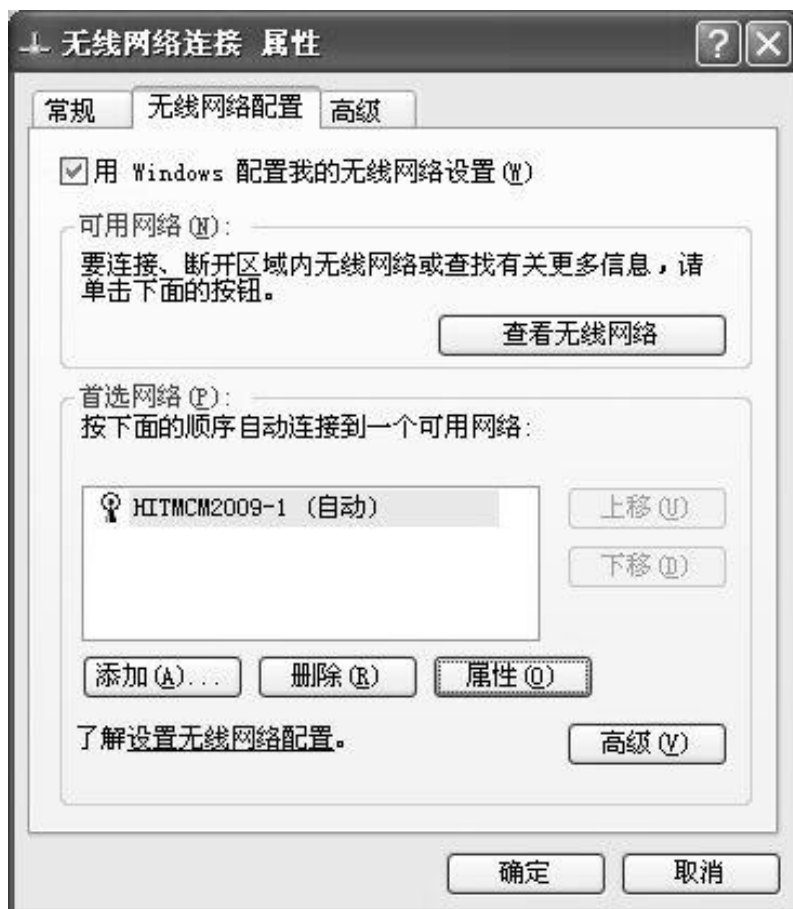 无线网络连接 属性
常规 无线网络配置 高级
用 Windows 配置我的无线网络设置(W)
可用网络(N):
要连接、断开区域内无线网络或查找有关更多信息，请
单击下面的按钮。
查看无线网络
首选网络(P):
按下面的顺序自动连接到一个可用网络:
HITMCM2009-1 (自动)
上移(U)
下移(D)
添加(A)... 删除(R) 属性(O)
了解设置无线网络配置。
高级(V)
确定 取消